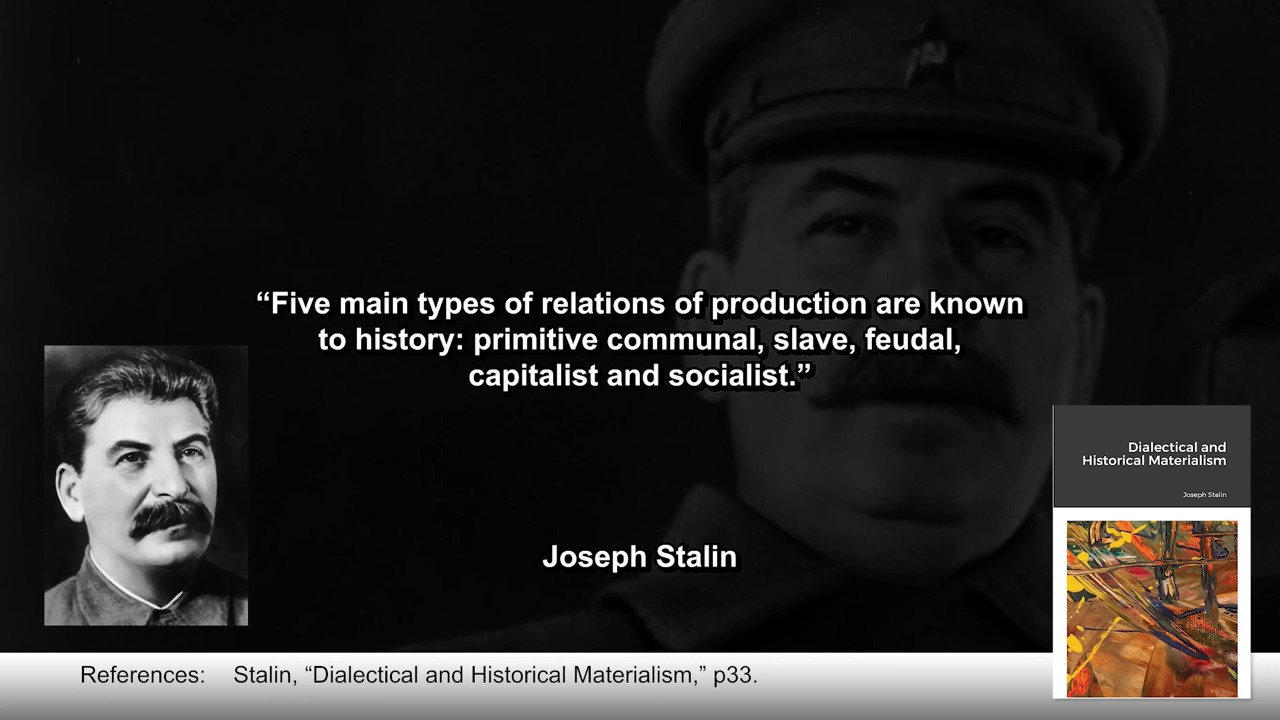 “Five main types of relations of production are known
to history: primitive communal, slave, feudal,
capitalist and socialist.”
Joseph Stalin
Dialectical and
Historical Materialism
Joseph Stalin
References: Stalin, “Dialectical and Historical Materialism,” p33.